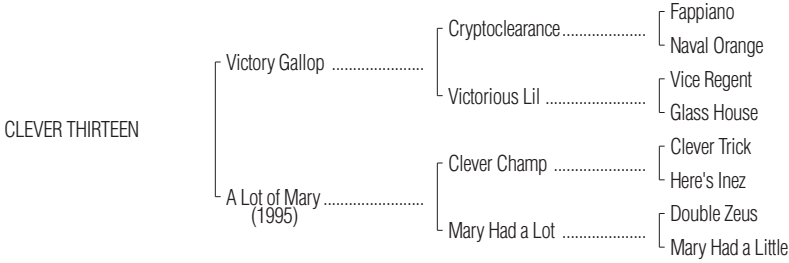 Fappiano
Cryptoclearance....................
Naval Orange
Victory Gallop ......................
Vice Regent
Victorious Lil ........................
Glass House
CLEVER THIRTEEN
Clever Trick
Clever Champ ......................
Here's Inez
A Lot of Mary ........................
(1995)
Double Zeus
Mary Had a Lot ....................
Mary Had a Little